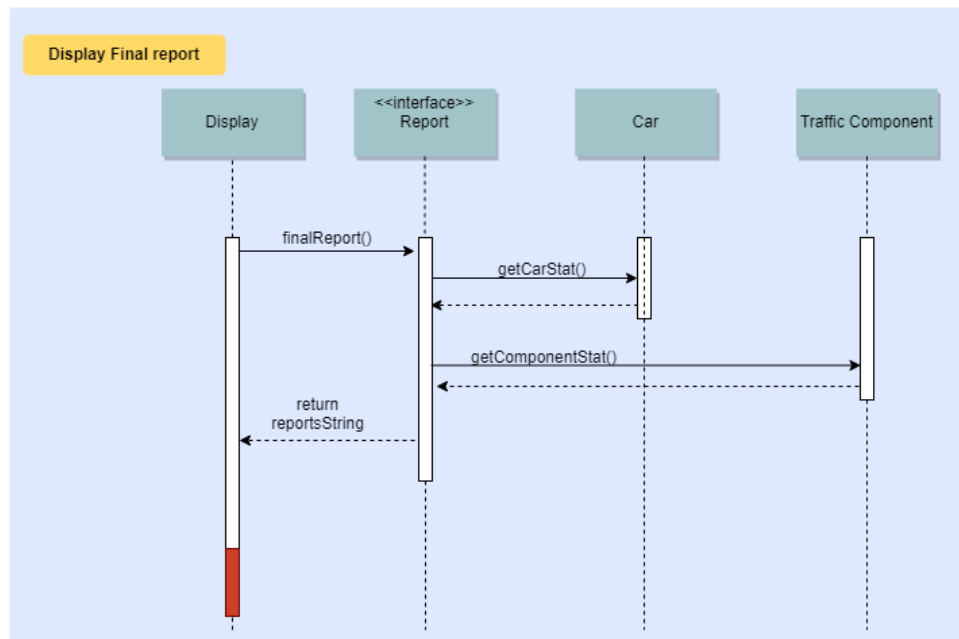 Display Final report
Display
<<interface>>
Report
Car
Traffic Component
finalReport()
getCarStat()
getComponentStat()
return
reportsString